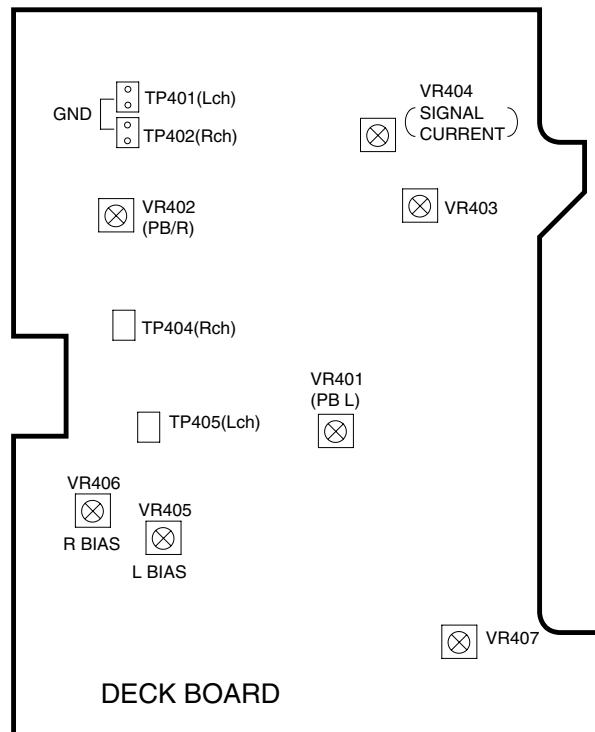 VR404
SIGNAL
CURRENT
TP401(Lch)
GND
TP402(Rch)
VR402
(PB/R)
VR403
TP404(Rch)
VR401
(PB L)
TP405(Lch)
VR406
R BIAS
VR405
L BIAS
VR407
DECK BOARD